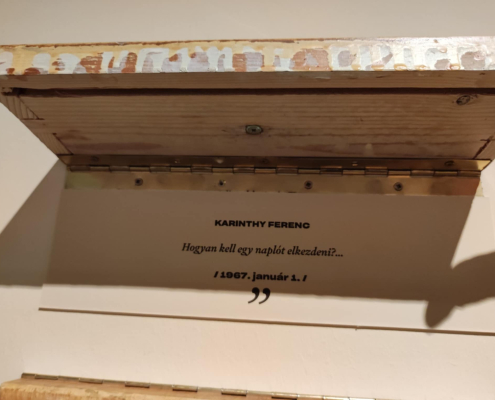 KARINTHY FERENC
Hogyan kell egy naplót elkezdeni?...
/ 1967. január 1. /
”